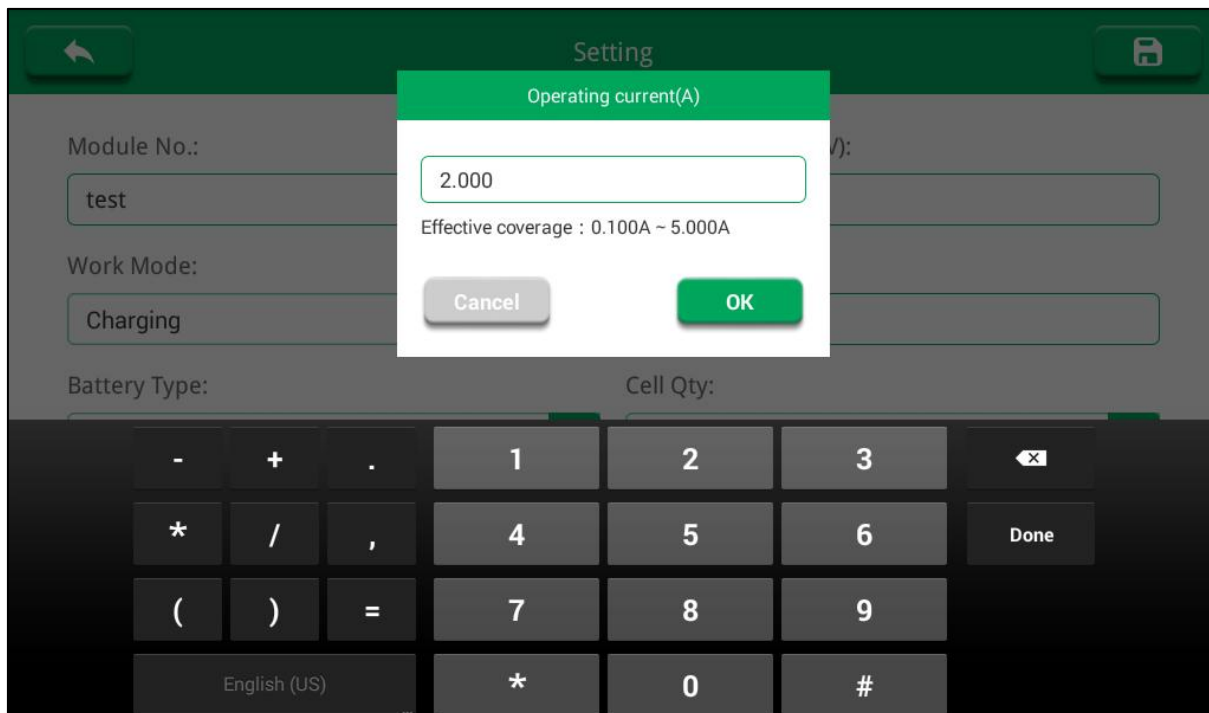 Setting
Operating current(A)
Module No.:
V):
2.000
test
Effective coverage : 0.100A ~ 5.000A
Work Mode:
Cancel
OK
Charging
Battery Type:
Cell Qty:
- + . 1 2 3
* / , 4 5 6 Done
( ) = 7 8 9
English (US) * 0 #